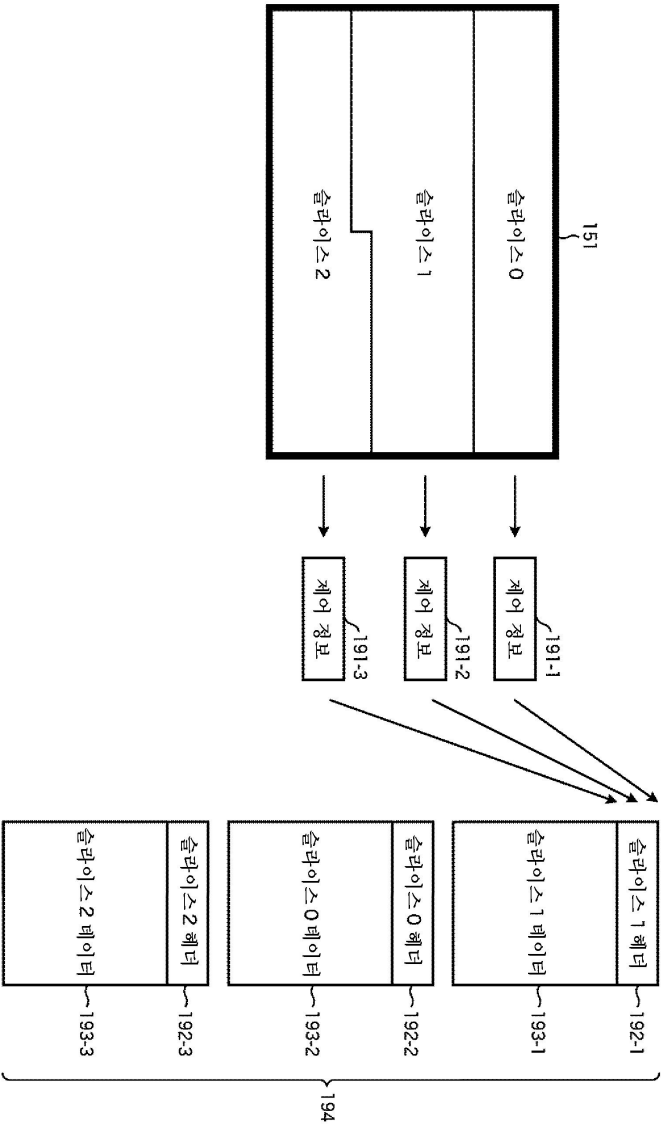 151
슬라이스 0
슬라이스 1
슬라이스 2
제어 정보
191-1
제어 정보
191-2
제어 정보
191-3
슬라이스 1 헤더
192-1
슬라이스 1 데이터
193-1
슬라이스 0 헤더
192-2
슬라이스 0 데이터
193-2
슬라이스 2 헤더
192-3
슬라이스 2 데이터
193-3
194